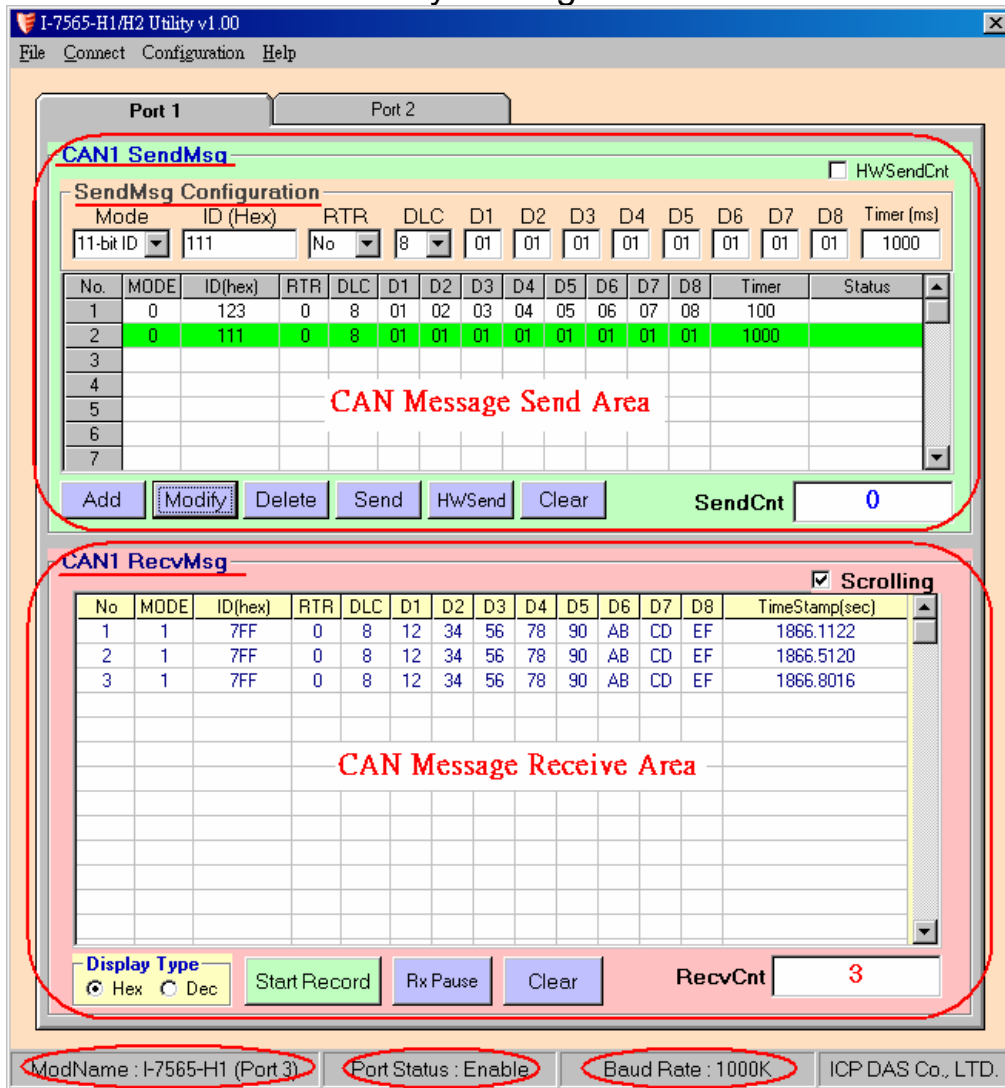 I-7565-H1/H2 Utility v1.00
File Connect Configuration Help
Port 1 Port 2
CAN1 SendMsg
HWSendCnt
SendMsg Configuration
Mode ID (Hex) RTR DLC D1 D2 D3 D4 D5 D6 D7 D8 Timer (ms)
11-bit ID 111 No 8 01 01 01 01 01 01 01 01 1000
No. MODE ID(hex) RTR DLC D1 D2 D3 D4 D5 D6 D7 D8 Timer Status
1 0 123 0 8 01 02 03 04 05 06 07 08 100
2 0 111 0 8 01 01 01 01 01 01 01 01 1000
3
4
5 CAN Message Send Area
6
7
Add Modify Delete Send HWSend Clear SendCnt 0
CAN1 RecvMsg
Scrolling
No MODE ID(hex) RTR DLC D1 D2 D3 D4 D5 D6 D7 D8 TimeStamp(sec)
1 1 7FF 0 8 12 34 56 78 90 AB CD EF 1866.1122
2 1 7FF 0 8 12 34 56 78 90 AB CD EF 1866.5120
3 1 7FF 0 8 12 34 56 78 90 AB CD EF 1866.8016
CAN Message Receive Area
Display Type
Hex Dec Start Record Rx Pause Clear RecvCnt 3
ModName : I-7565-H1 (Port 3) Port Status : Enable Baud Rate : 1000K ICP DAS Co., LTD.